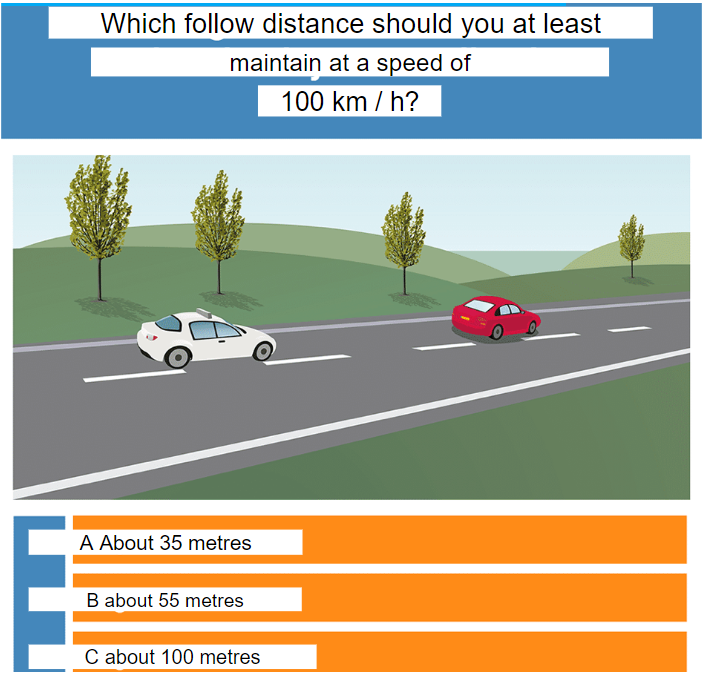 Which follow distance should you at least
maintain at a speed of
100 km / h?
A About 35 metres
B about 55 metres
C about 100 metres